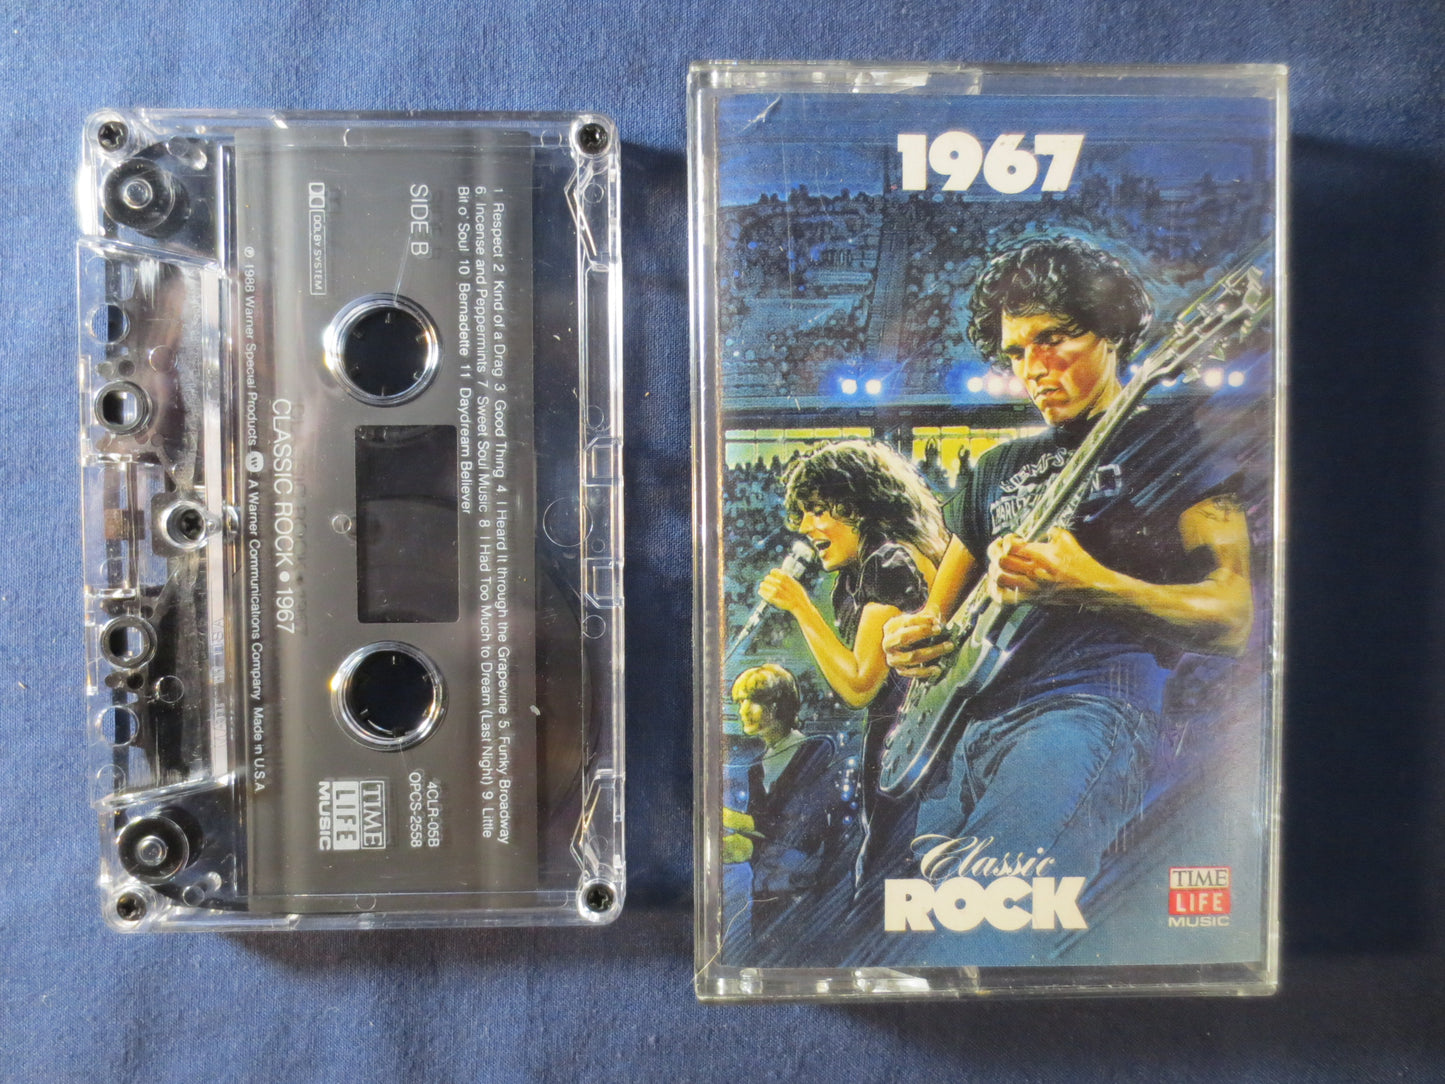 1 Respect 2 Kind of a Drag 3 Good Thing 4 I Heard It through the Grapevine 5. Funky Broadway
6. Incense and Peppermints 7 Sweet Soul Music 8 I Had Too Much to Dream (Last Night) 9 Little
Bit o' Soul 10 Bernadette 11 Daydream Believer
SIDE B
4CLR-05B
OPCS-2558
DOLBY SYSTEM
TIME
LIFE
MUSIC
CLASSIC ROCK • 1967
℗ 1988 Warner Special Products A Warner Communications Company Made in U.S.A
1967
Classic
ROCK
TIME
LIFE
MUSIC